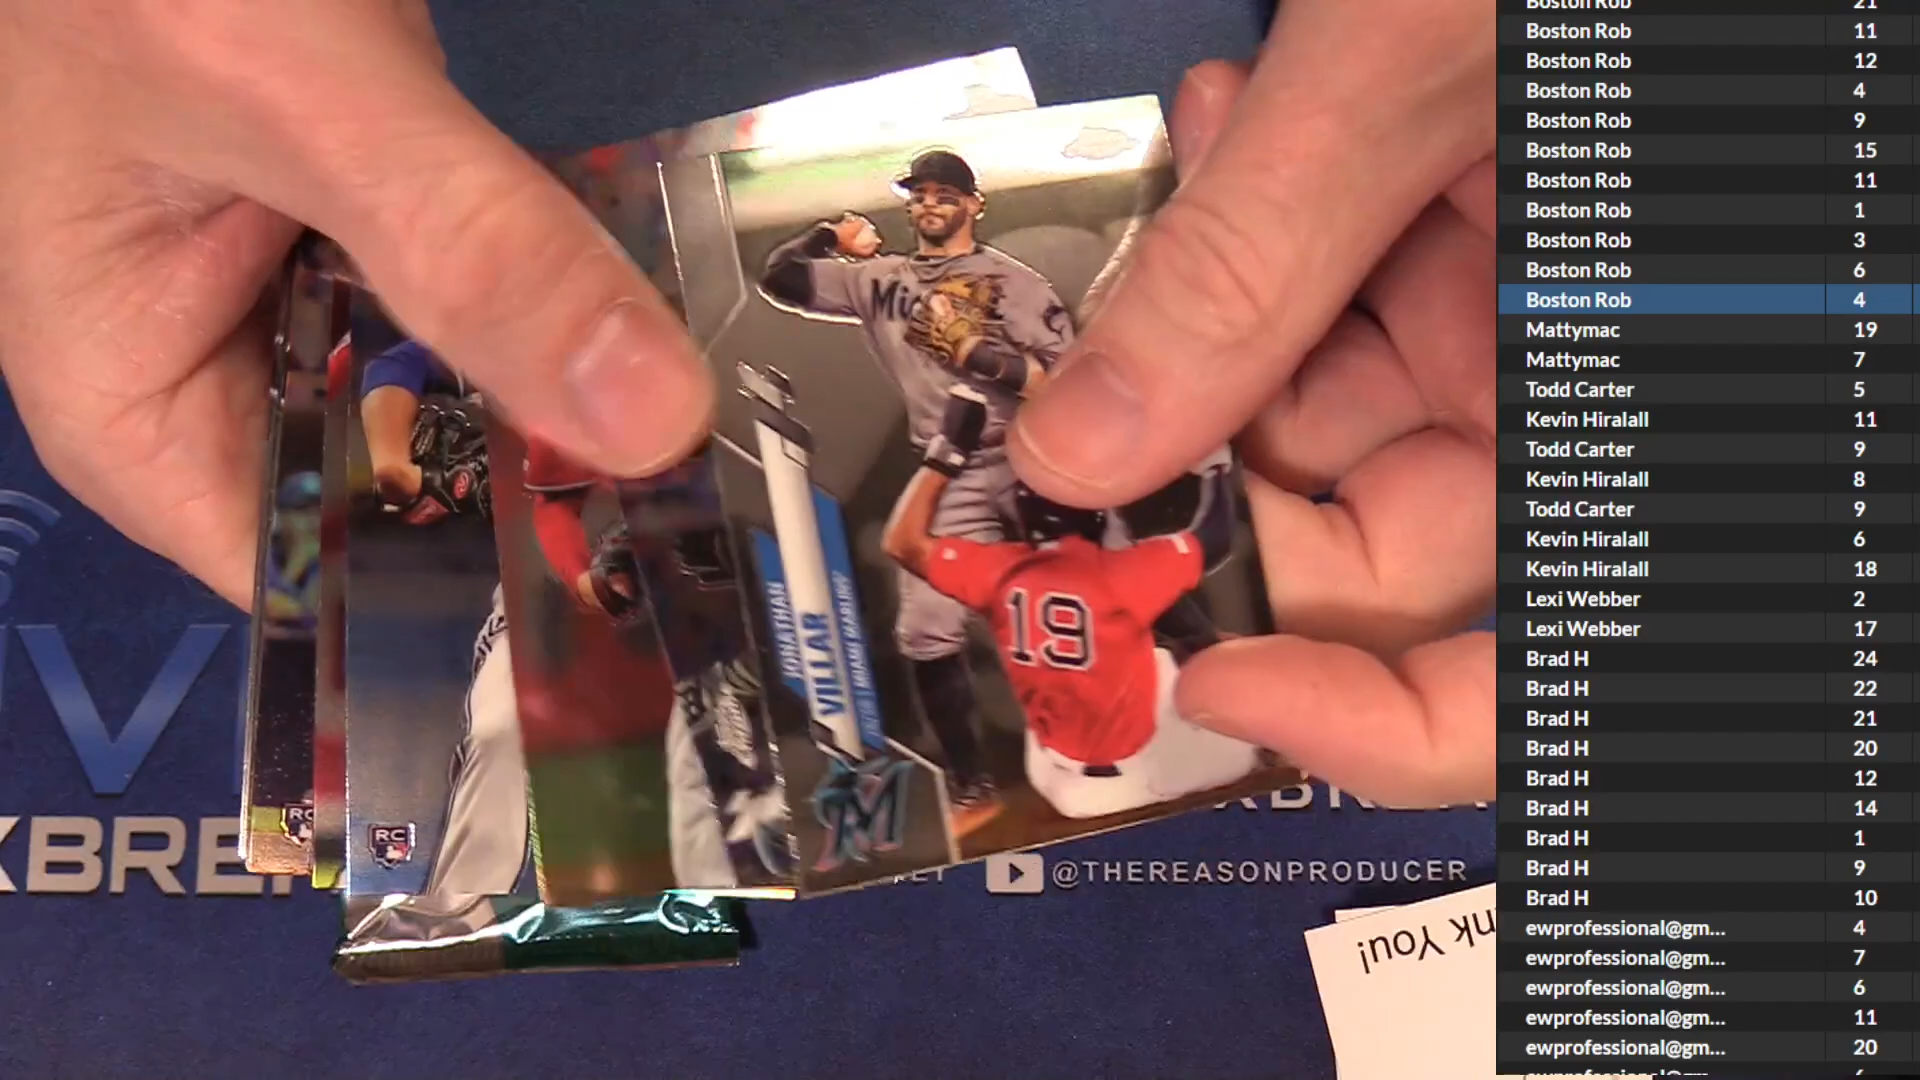 Boston Rob 21
Boston Rob 11
Boston Rob 12
Boston Rob 4
Boston Rob 9
Boston Rob 15
Boston Rob 11
Boston Rob 1
Boston Rob 3
Boston Rob 6
Boston Rob 4
Mattymac 19
Mattymac 7
Todd Carter 5
Kevin Hiralall 11
Todd Carter 9
Kevin Hiralall 8
Todd Carter 9
Kevin Hiralall 6
Kevin Hiralall 18
Lexi Webber 2
Lexi Webber 17
Brad H 24
Brad H 22
Brad H 21
Brad H 20
Brad H 12
Brad H 14
Brad H 1
Brad H 9
Brad H 10
ewprofessional@gm... 4
ewprofessional@gm... 7
ewprofessional@gm... 6
ewprofessional@gm... 11
ewprofessional@gm... 20
JONATHAN
VILLAR
MIAMI MARLINS
19
RC
RC
@THEREASONPRODUCER
You!